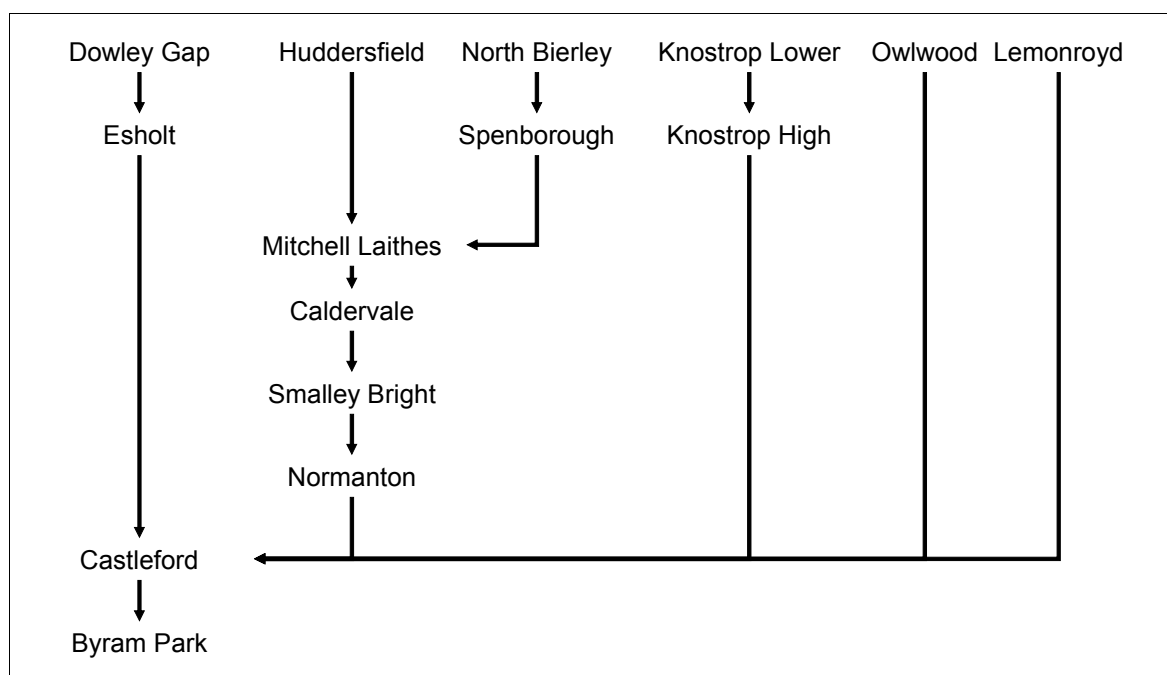 Dowley Gap Huddersfield North Bierley Knostrop Lower Owlwood Lemonroyd
Esholt Spenborough Knostrop High
Mitchell Laithes
Caldervale
Smalley Bright
Normanton
Castleford
Byram Park